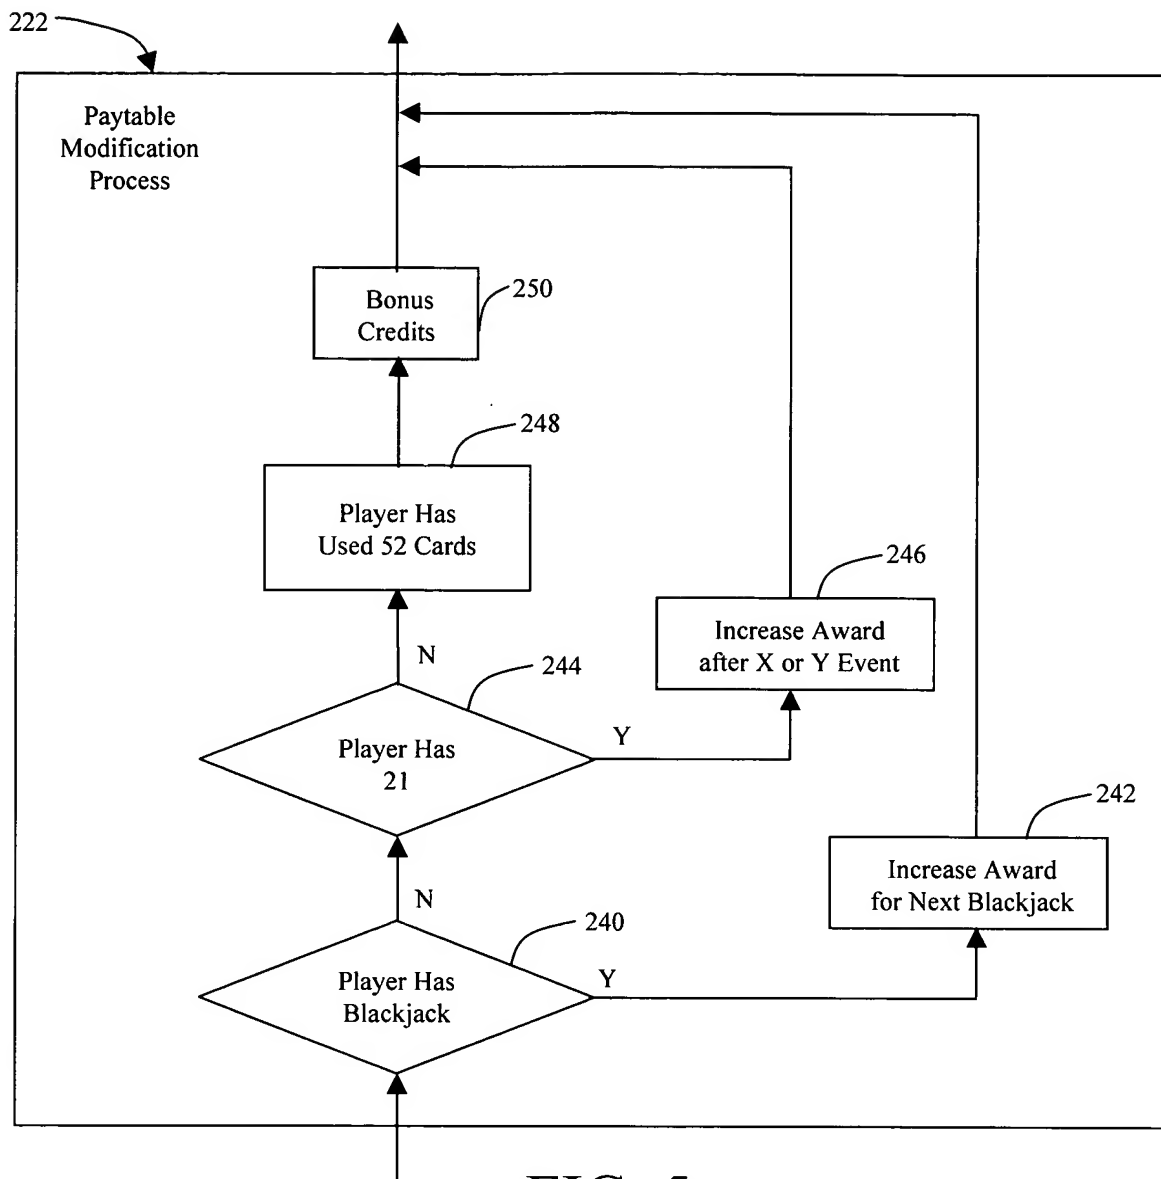 222
Paytable
Modification
Process
Bonus
Credits
250
248
Player Has
Used 52 Cards
246
Increase Award
after X or Y Event
N
244
Player Has
21
Y
242
Increase Award
for Next Blackjack
N
240
Player Has
Blackjack
Y